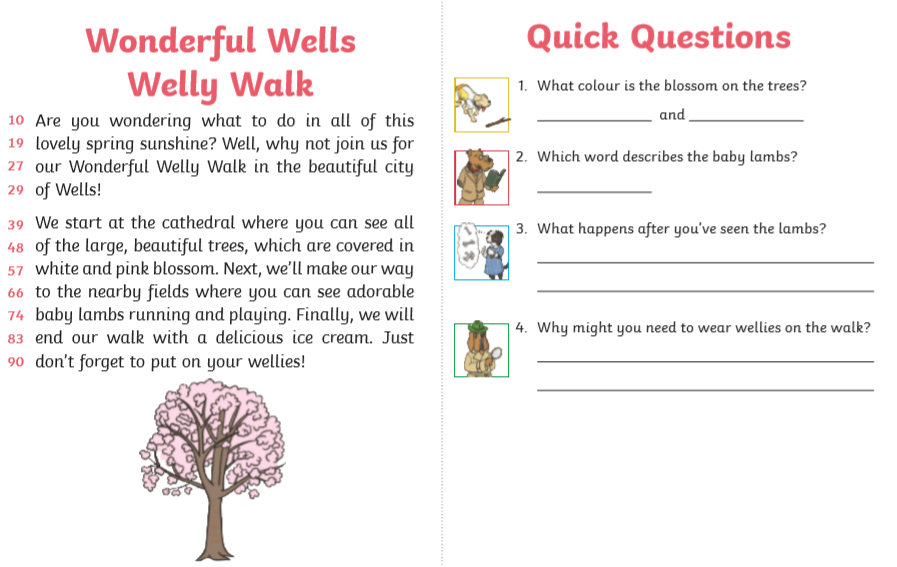 Wonderful Wells
Welly Walk
10 Are you wondering what to do in all of this
19 lovely spring sunshine? Well, why not join us for
27 our Wonderful Welly Walk in the beautiful city
29 of Wells!
39 We start at the cathedral where you can see all
48 of the large, beautiful trees, which are covered in
57 white and pink blossom. Next, we'll make our way
66 to the nearby fields where you can see adorable
74 baby lambs running and playing. Finally, we will
83 end our walk with a delicious ice cream. Just
90 don't forget to put on your wellies!
Quick Questions
1. What colour is the blossom on the trees?
and
2. Which word describes the baby lambs?
3. What happens after you've seen the lambs?
4. Why might you need to wear wellies on the walk?